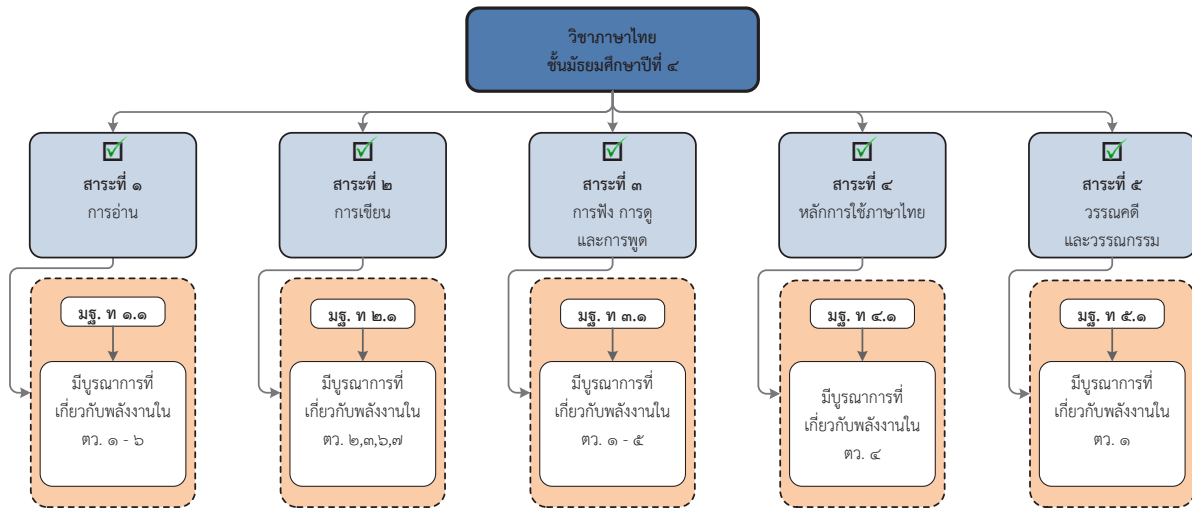 วิชาภาษาไทย
ชั้นมัธยมศึกษาปีที่ ๔
สาระที่ ๑
การอ่าน
สาระที่ ๒
การเขียน
สาระที่ ๓
การฟัง การดู
และการพูด
สาระที่ ๔
หลักการใช้ภาษาไทย
สาระที่ ๕
วรรณคดี
และวรรณกรรม
มฐ. ท ๑.๑
มีบูรณาการที่
เกี่ยวกับพลังงานใน
ตว. ๑ - ๖
มฐ. ท ๒.๑
มีบูรณาการที่
เกี่ยวกับพลังงานใน
ตว. ๒,๓,๖,๗
มฐ. ท ๓.๑
มีบูรณาการที่
เกี่ยวกับพลังงานใน
ตว. ๑ - ๕
มฐ. ท ๔.๑
มีบูรณาการที่
เกี่ยวกับพลังงานใน
ตว. ๔
มฐ. ท ๕.๑
มีบูรณาการที่
เกี่ยวกับพลังงานใน
ตว. ๑